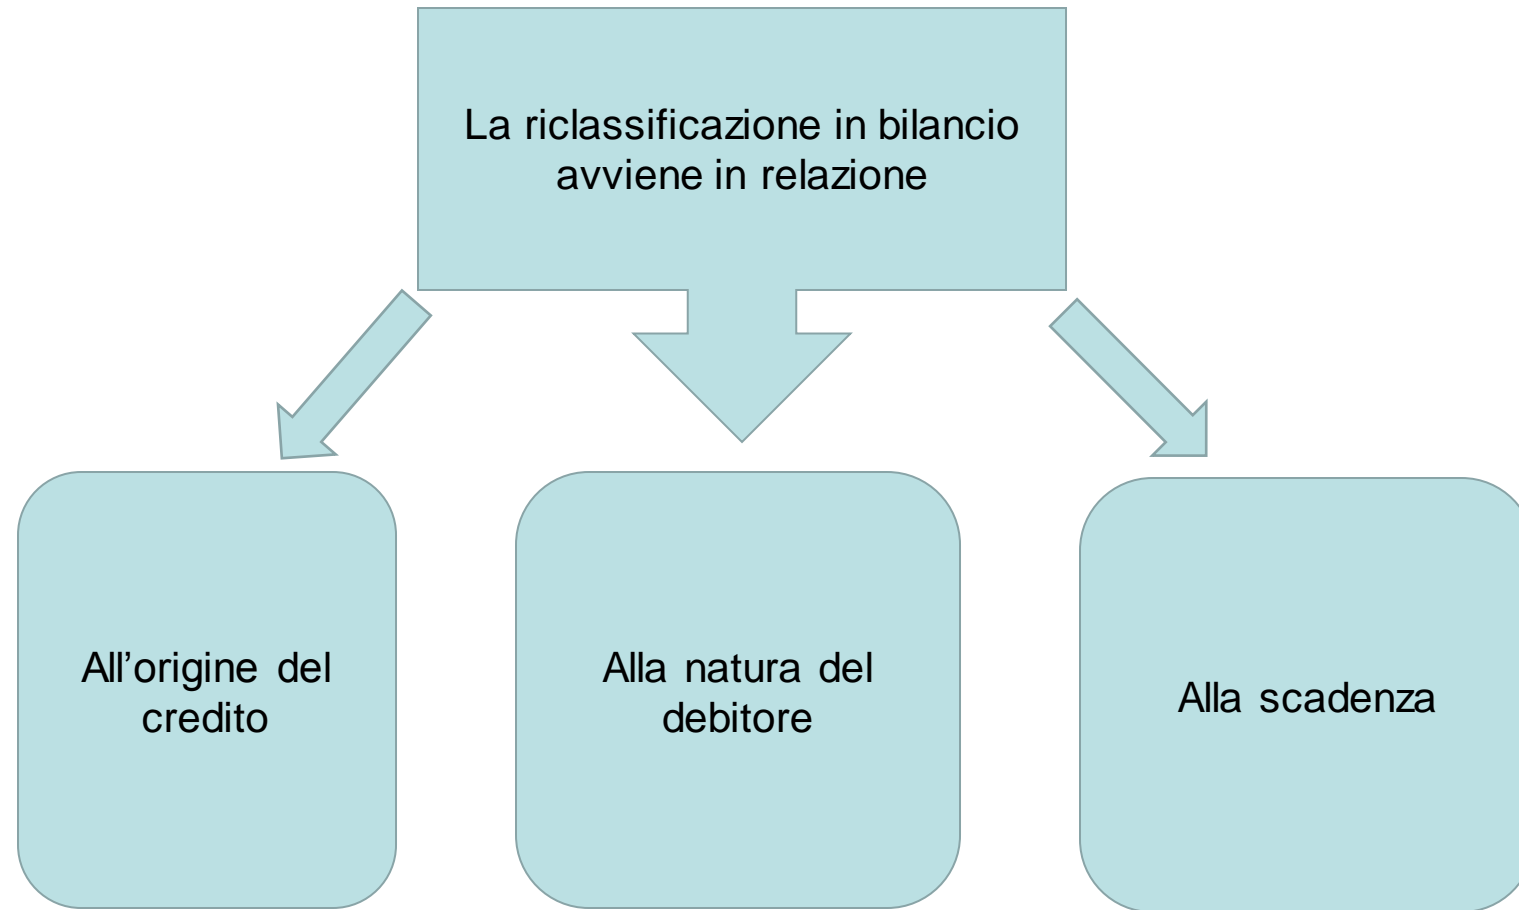 La riclassificazione in bilancio
avviene in relazione
All’origine del
credito
Alla natura del
debitore
Alla scadenza